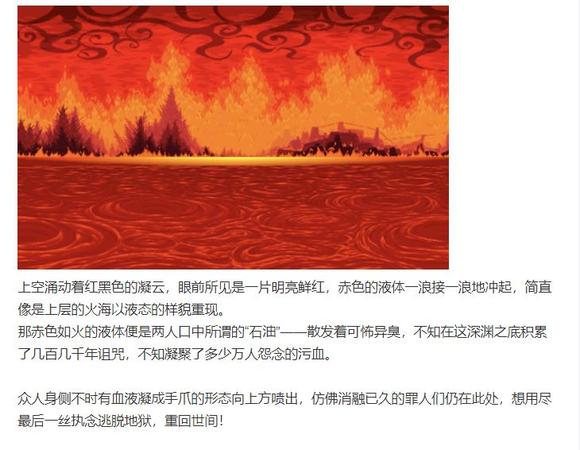 上空涌动着红黑色的凝云，眼前所见是一片明亮鲜红，赤色的液体一浪接一浪地冲起，简直
像是上层的火海以液态的样貌重现。
那赤色如火的液体便是两人口中所谓的“石油”——散发着可怖异臭，不知在这深渊之底积累
了几百几千年诅咒，不知凝聚了多少万人怨念的污血。
众人身侧不时有血液凝成手爪的形态向上方喷出，仿佛消融已久的罪人们仍在此处，想用尽
最后一丝执念逃脱地狱，重回世间！